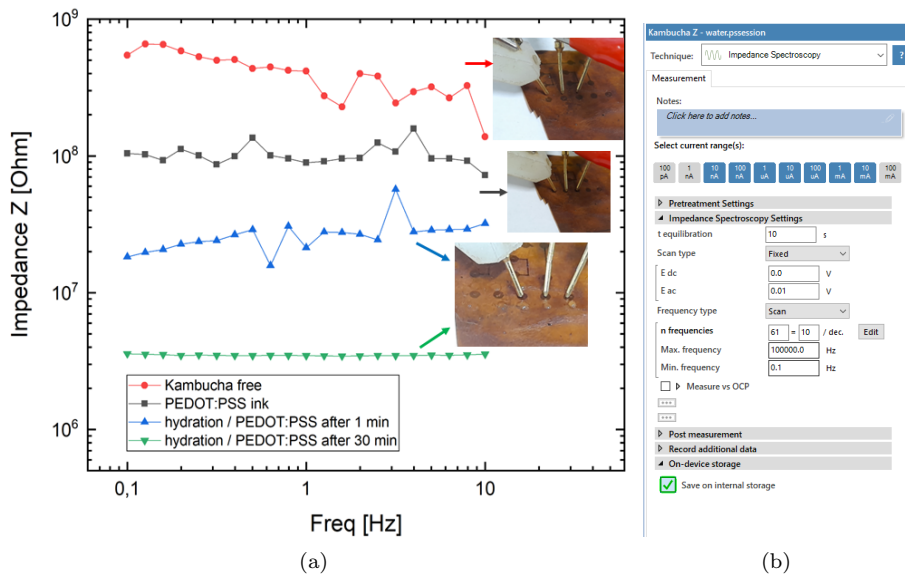 10⁹
10⁸
10⁷
10⁶
Impedance Z [Ohm]
Kambucha free
PEDOT:PSS ink
hydration / PEDOT:PSS after 1 min
hydration / PEDOT:PSS after 30 min
0,1 1 10
Freq [Hz]
(a)
Kambucha Z - water.pssession
Technique: Impedance Spectroscopy ?
Measurement
Notes:
Click here to add notes...
Select current range(s):
100 pA 1 nA 10 nA 100 nA 1 uA 10 uA 100 uA 1 mA 10 mA 100 mA
Pretreatment Settings
Impedance Spectroscopy Settings
t equilibration 10 s
Scan type Fixed
E dc 0.0 V
E ac 0.01 V
Frequency type Scan
n frequencies 61 = 10 / dec. Edit
Max. frequency 100000.0 Hz
Min. frequency 0.1 Hz
Measure vs OCP
Post measurement
Record additional data
On-device storage
Save on internal storage
(b)